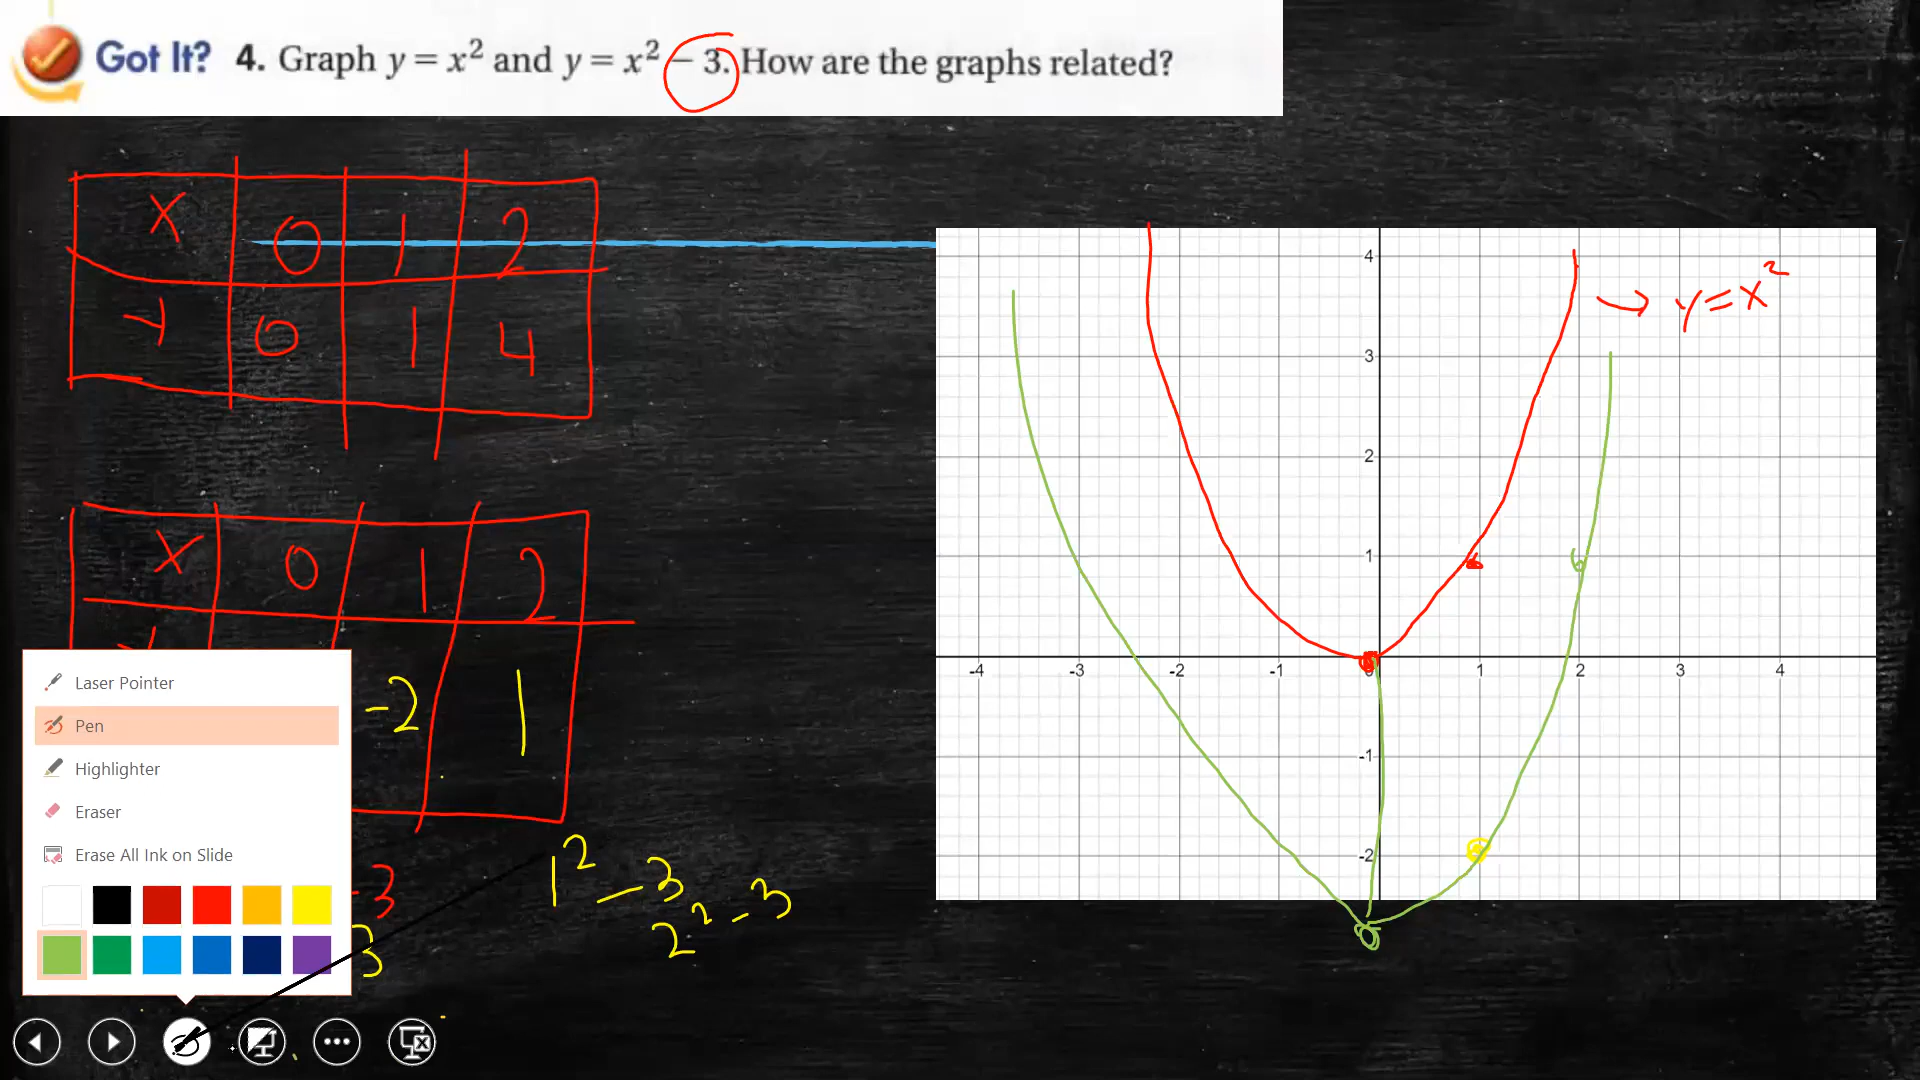 Got It? 4. Graph y = x² and y = x² − 3. How are the graphs related?
x 0 1 2
y 0 1 4
x 0 1 2
-2 1
1² - 3
2² - 3
-3
3
Laser Pointer
Pen
Highlighter
Eraser
Erase All Ink on Slide
y = x²
4
3
2
1
-4 -3 -2 -1 0 1 2 3 4
-1
-2